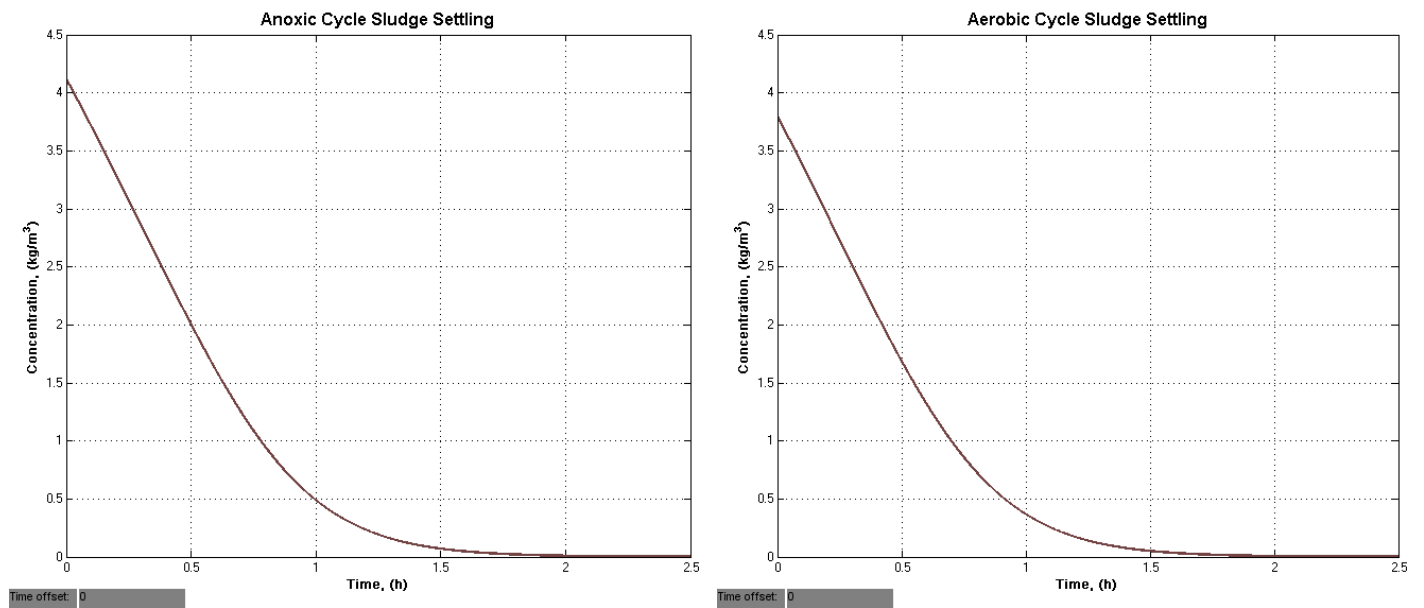 Anoxic Cycle Sludge Settling
4.5
4
3.5
3
2.5
2
1.5
1
0.5
0
Concentration, (kg/m³)
0 0.5 1 1.5 2 2.5
Time, (h)
Time offset: 0
Aerobic Cycle Sludge Settling
4.5
4
3.5
3
2.5
2
1.5
1
0.5
0
Concentration, (kg/m³)
0 0.5 1 1.5 2 2.5
Time, (h)
Time offset: 0